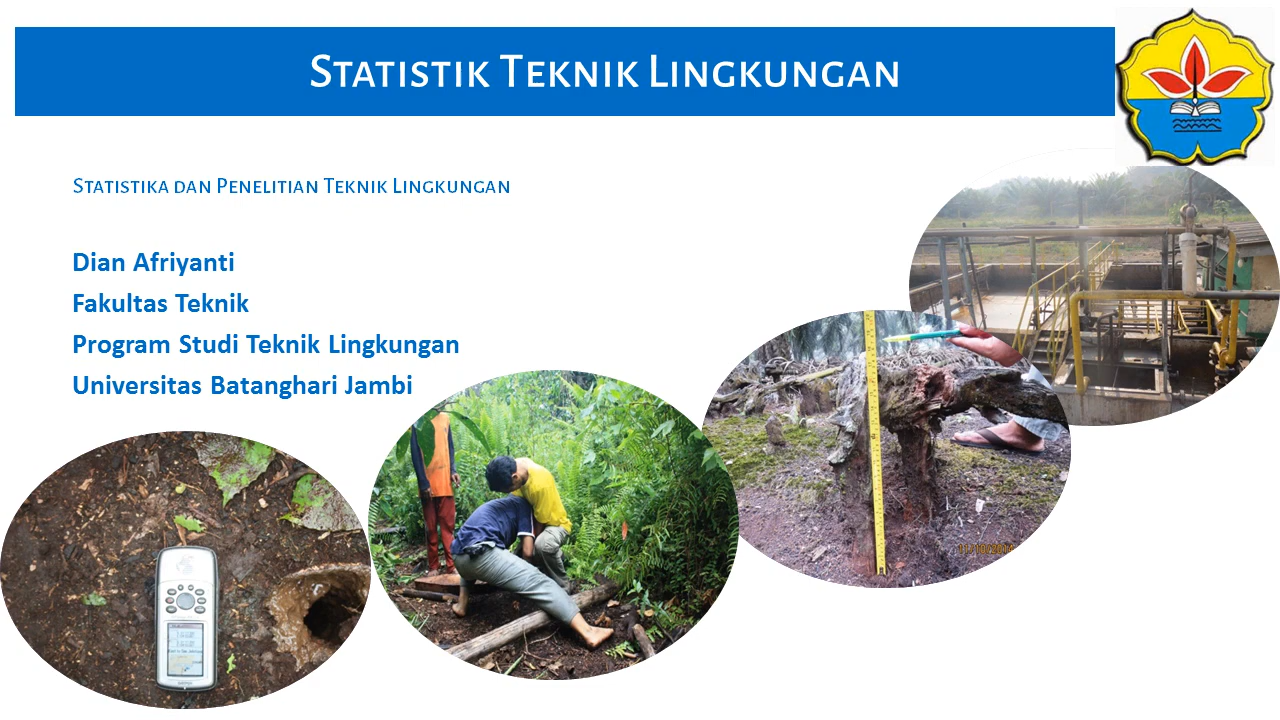 Statistik Teknik Lingkungan
Statistika dan Penelitian Teknik Lingkungan
Dian Afriyanti
Fakultas Teknik
Program Studi Teknik Lingkungan
Universitas Batanghari Jambi